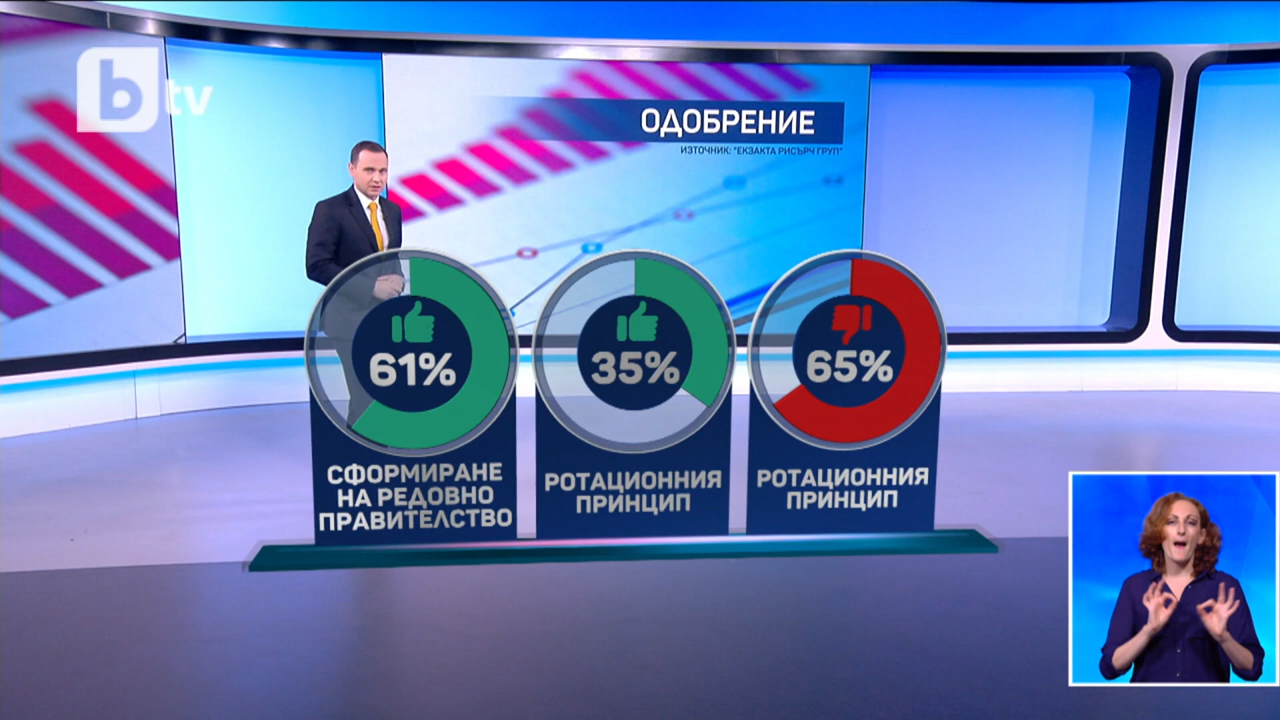 btv
ОДОБРЕНИЕ
ИЗТОЧНИК: "ЕКЗАКТА РИСЪРЧ ГРУП"
61%
35%
65%
СФОРМИРАНЕ
НА РЕДОВНО
ПРАВИТЕЛСТВО
РОТАЦИОННИЯ
ПРИНЦИП
РОТАЦИОННИЯ
ПРИНЦИП